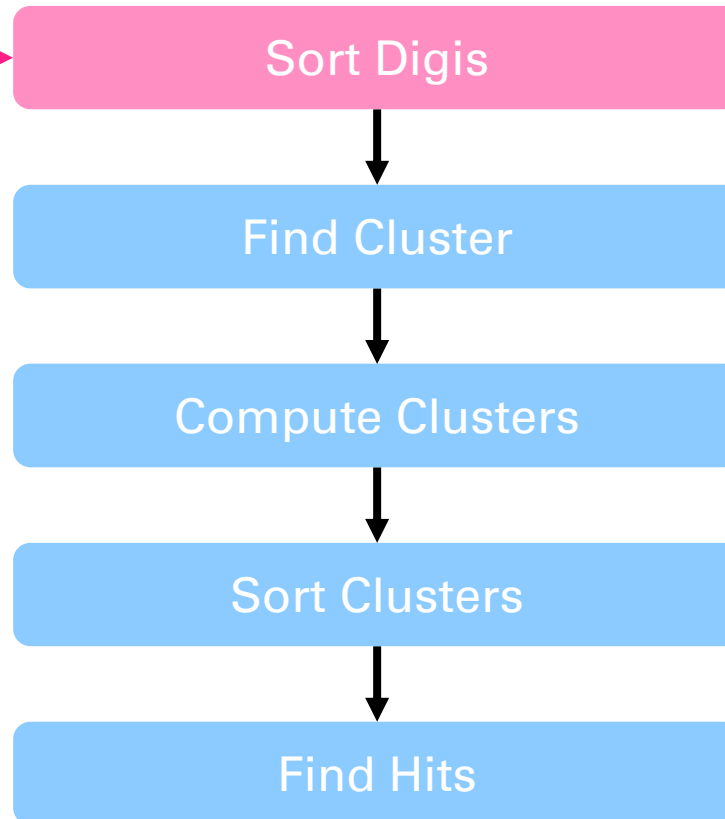 Sort Digis
Find Cluster
Compute Clusters
Sort Clusters
Find Hits